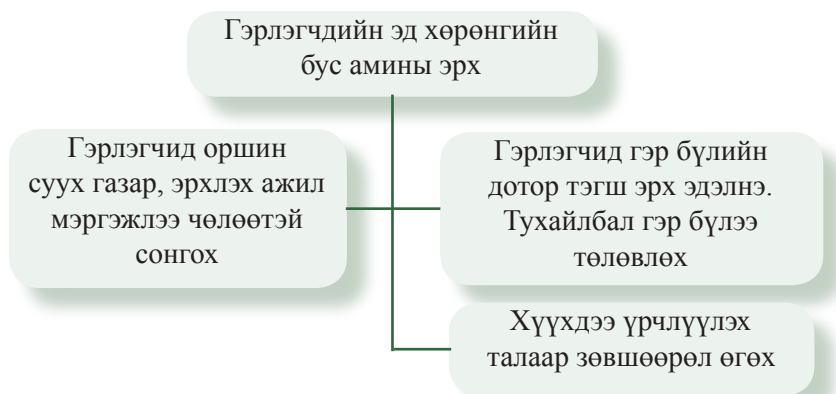 Гэрлэгчдийн эд хөрөнгийн
бус амины эрх
Гэрлэгчид оршин
суух газар, эрхлэх ажил
мэргэжлээ чөлөөтэй
сонгох
Гэрлэгчид гэр бүлийн
дотор тэгш эрх эдэлнэ.
Тухайлбал гэр бүлээ
төлөвлөх
Хүүхдээ үрчлүүлэх
талаар зөвшөөрөл өгөх